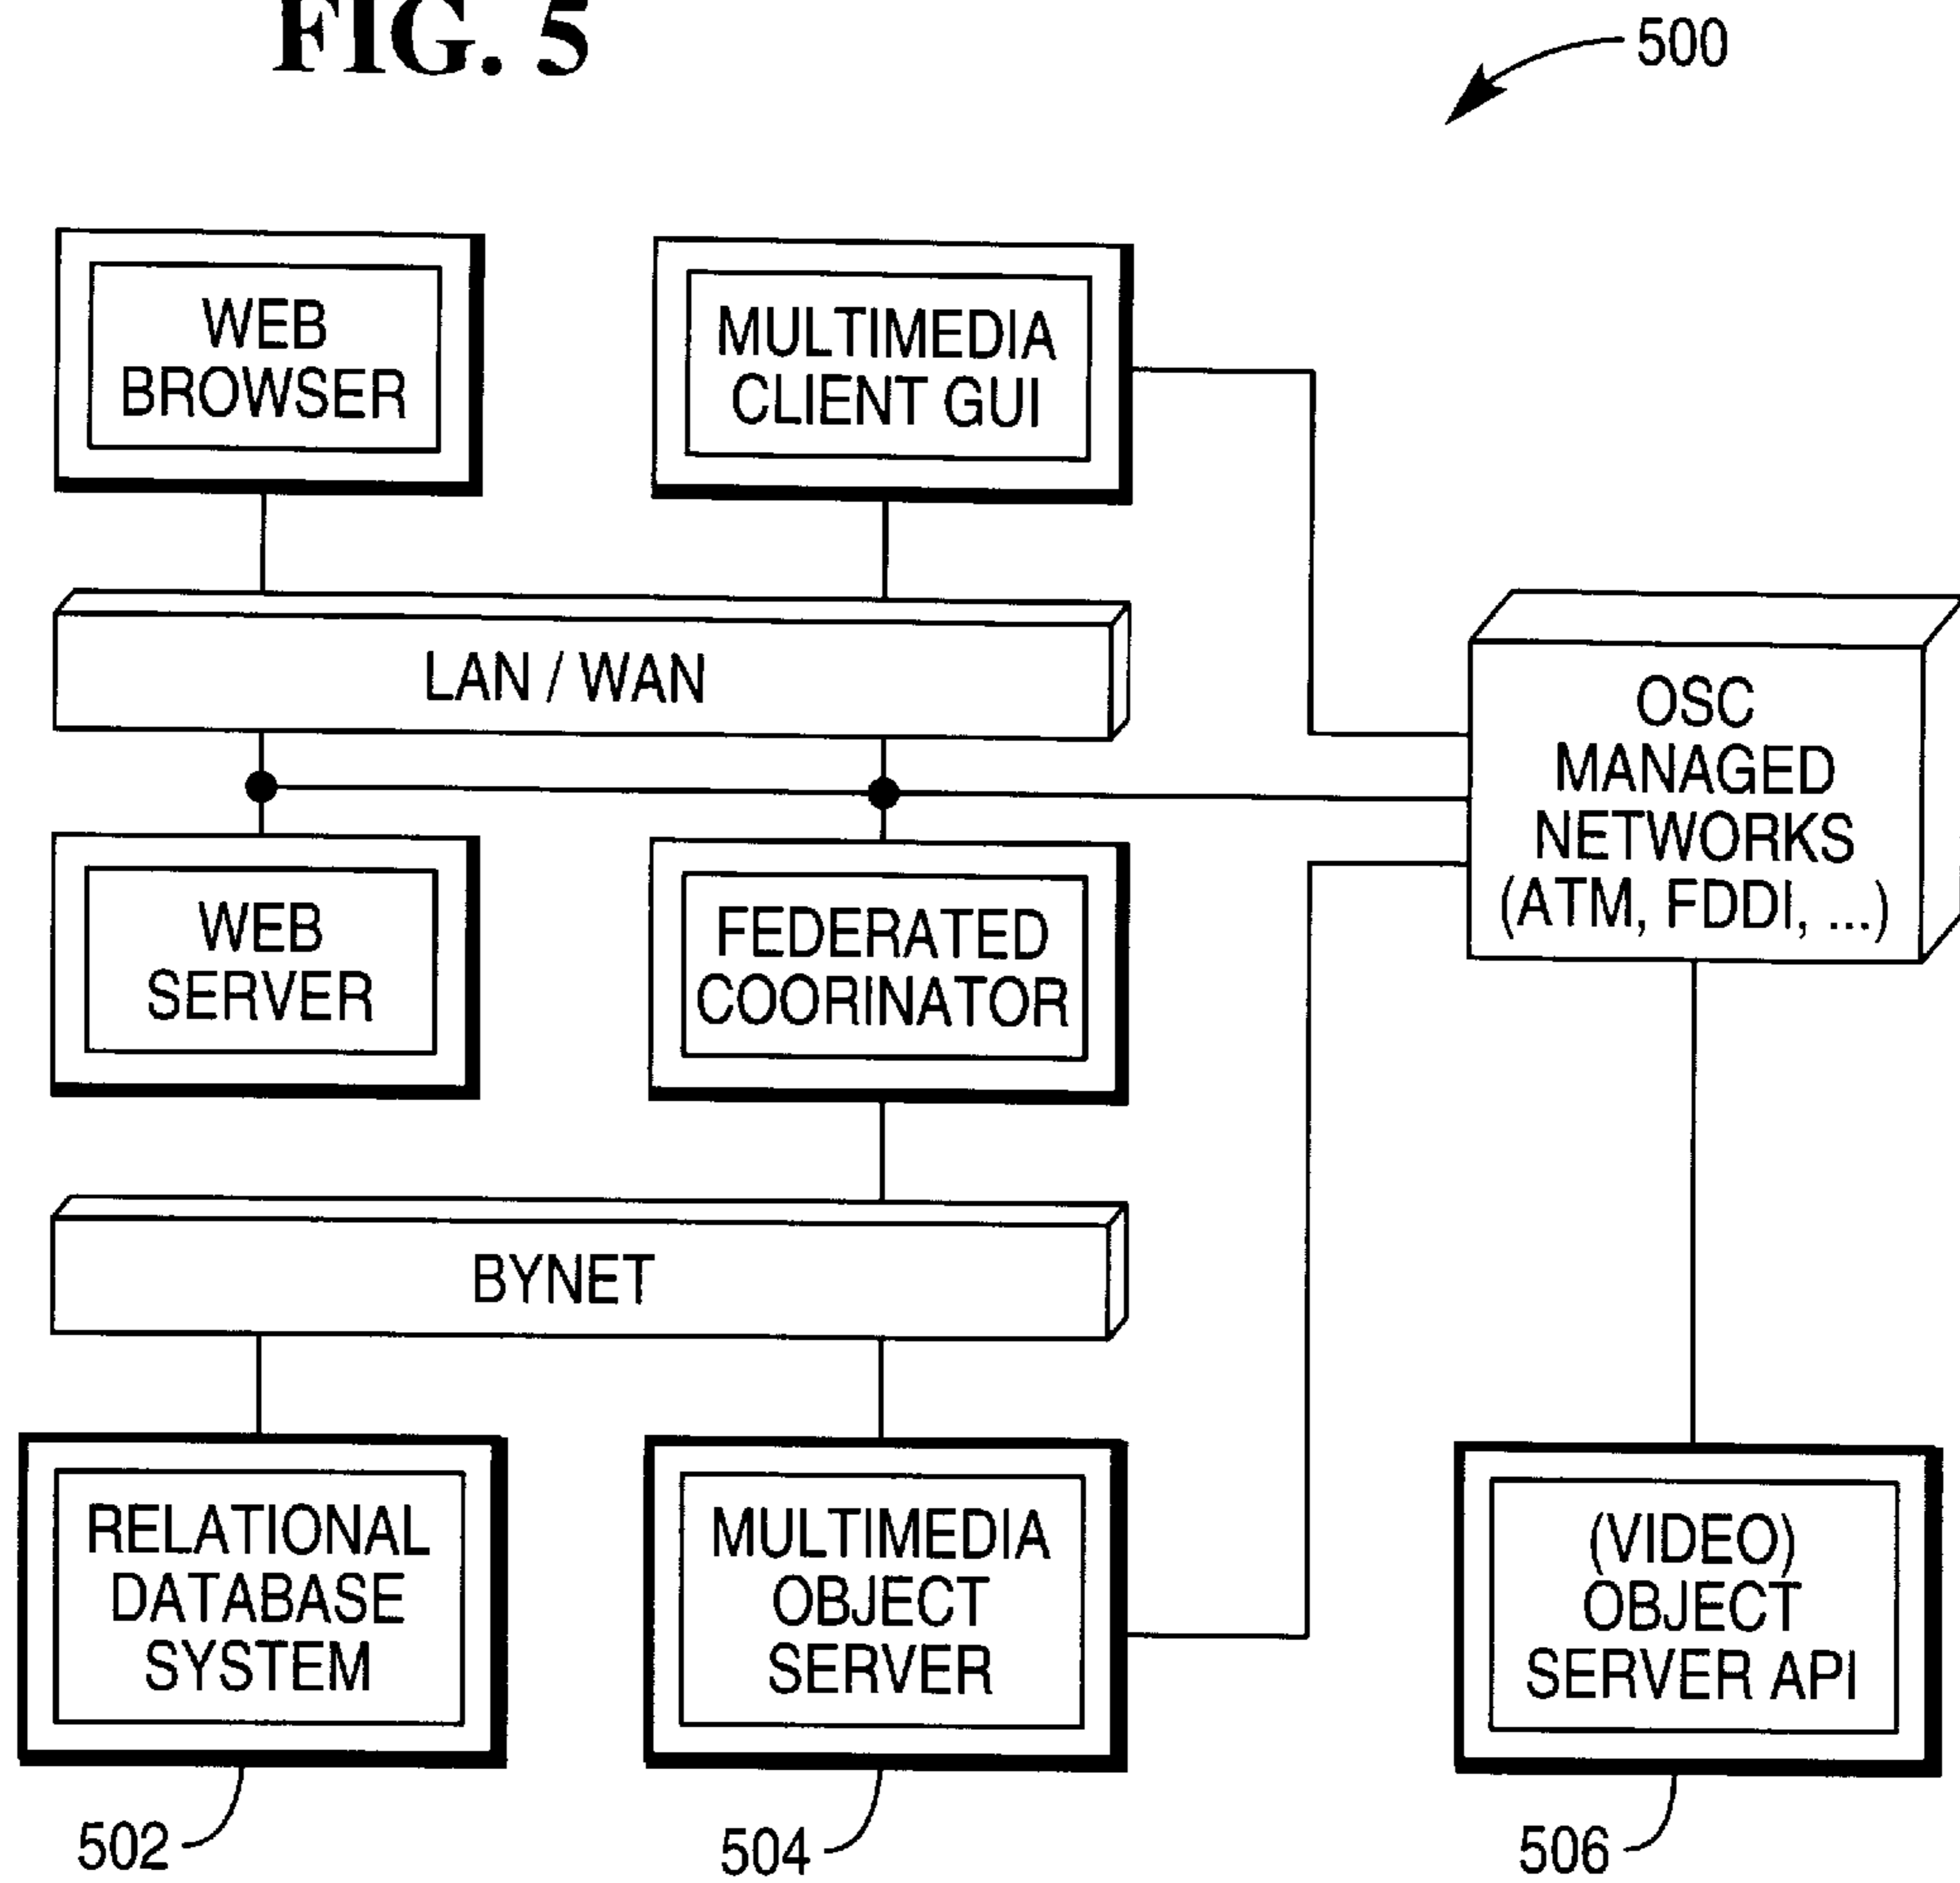 FIG. 5
500
WEB
BROWSER
MULTIMEDIA
CLIENT GUI
LAN / WAN
OSC
MANAGED
NETWORKS
(ATM, FDDI, ...)
WEB
SERVER
FEDERATED
COORINATOR
BYNET
RELATIONAL
DATABASE
SYSTEM
MULTIMEDIA
OBJECT
SERVER
(VIDEO)
OBJECT
SERVER API
502
504
506